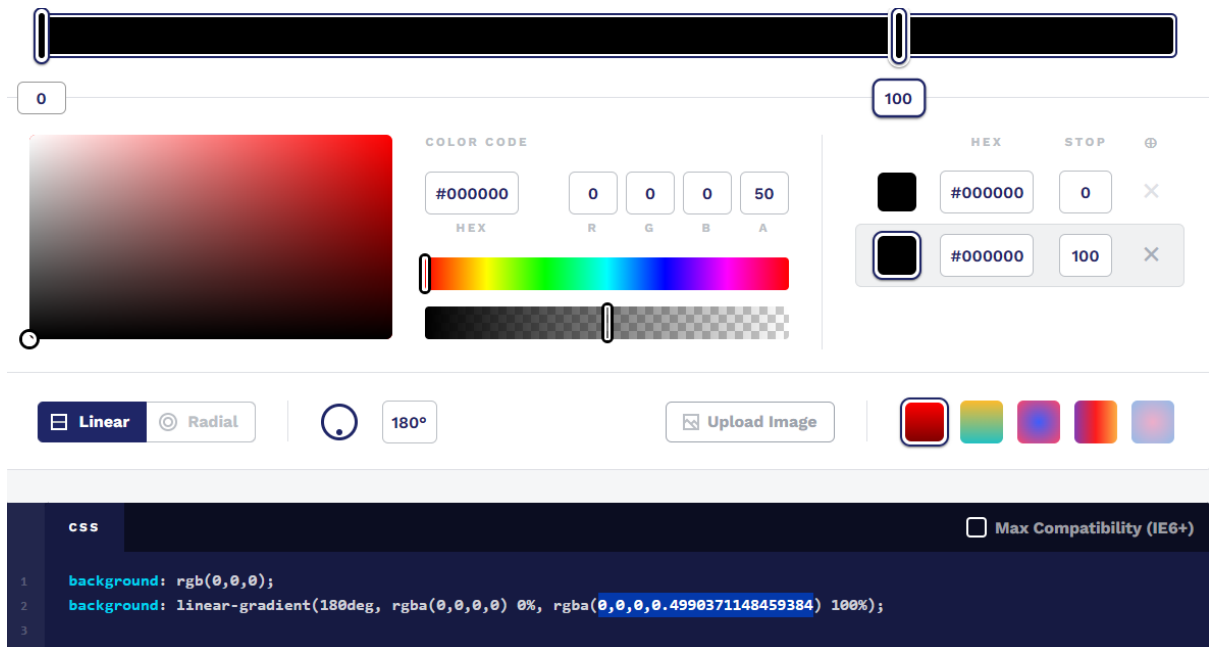 0 100
COLOR CODE
HEX STOP
#000000 0 0 0 50
HEX R G B A
#000000 0
#000000 100
Linear Radial 180° Upload Image
css Max Compatibility (IE6+)
1 background: rgb(0,0,0);
2 background: linear-gradient(180deg, rgba(0,0,0,0) 0%, rgba(0,0,0,0.4990371148459384) 100%);
3